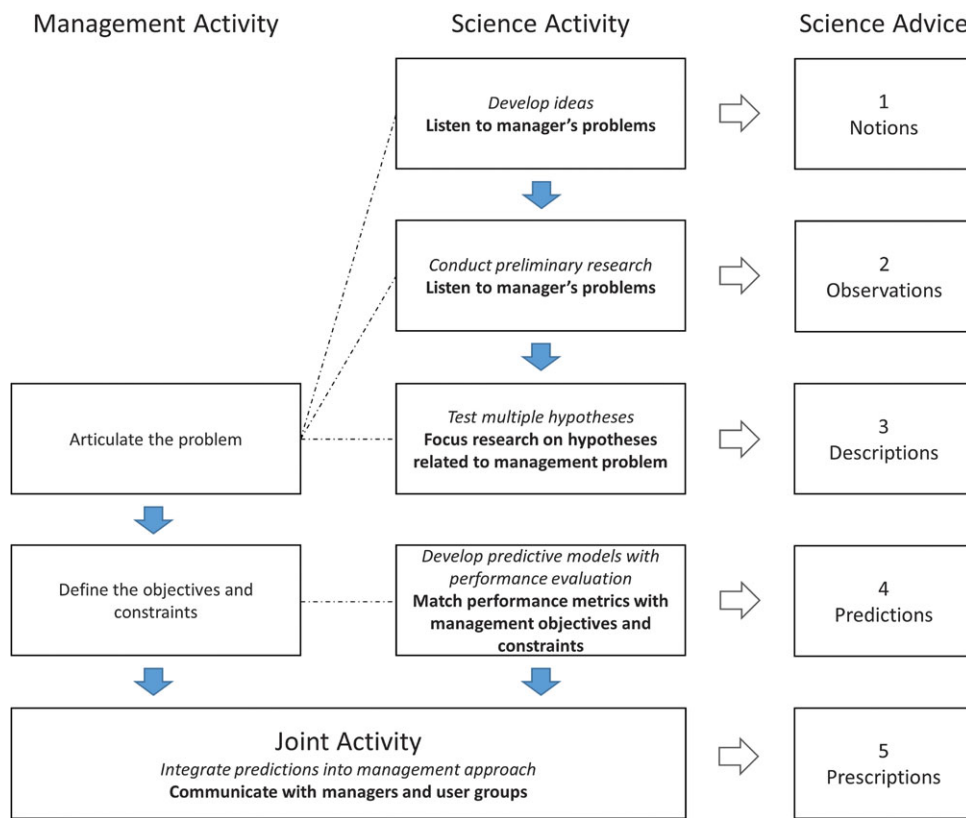 Management Activity
Science Activity
Science Advice
Develop ideas
Listen to manager's problems
1
Notions
Conduct preliminary research
Listen to manager's problems
2
Observations
Articulate the problem
Test multiple hypotheses
Focus research on hypotheses
related to management problem
3
Descriptions
Define the objectives and
constraints
Develop predictive models with
performance evaluation
Match performance metrics with
management objectives and
constraints
4
Predictions
Joint Activity
Integrate predictions into management approach
Communicate with managers and user groups
5
Prescriptions